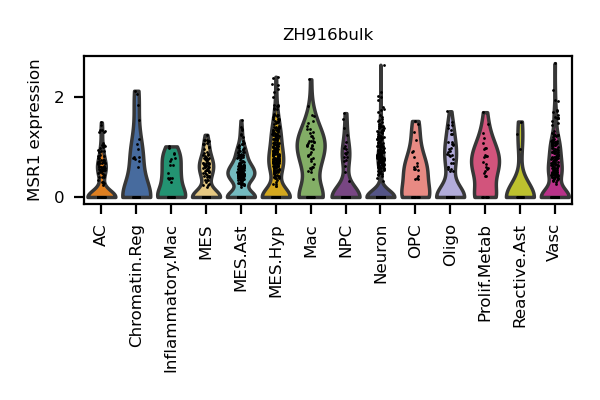 ZH916bulk
MSR1 expression
2
0
AC
Chromatin.Reg
Inflammatory.Mac
MES
MES.Ast
MES.Hyp
Mac
NPC
Neuron
OPC
Oligo
Prolif.Metab
Reactive.Ast
Vasc